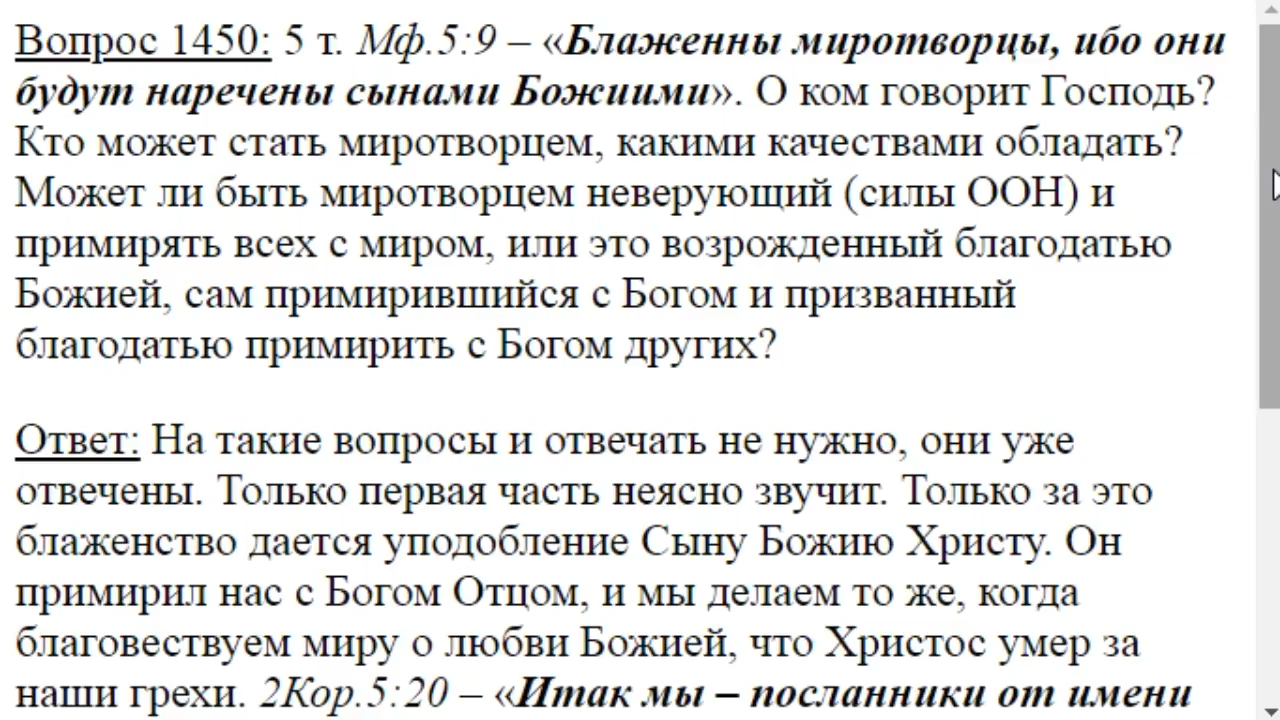 Вопрос 1450: 5 т. Мф.5:9 – «Блаженны миротворцы, ибо они
будут наречены сынами Божиими». О ком говорит Господь?
Кто может стать миротворцем, какими качествами обладать?
Может ли быть миротворцем неверующий (силы ООН) и
примирять всех с миром, или это возрожденный благодатью
Божией, сам примирившийся с Богом и призванный
благодатью примирить с Богом других?
Ответ: На такие вопросы и отвечать не нужно, они уже
отвечены. Только первая часть неясно звучит. Только за это
блаженство дается уподобление Сыну Божию Христу. Он
примирил нас с Богом Отцом, и мы делаем то же, когда
благовествуем миру о любви Божией, что Христос умер за
наши грехи. 2Кор.5:20 – «Итак мы – посланники от имени